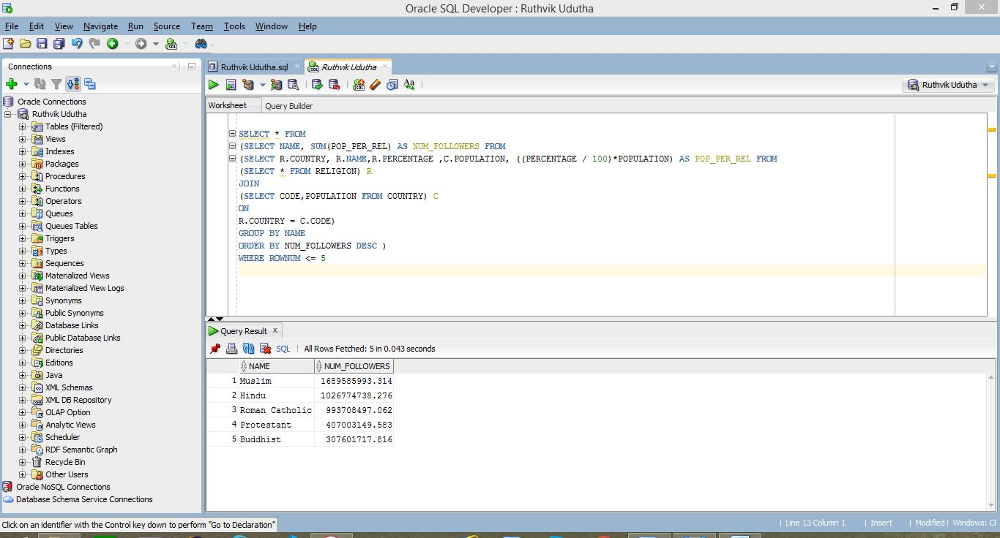 Oracle SQL Developer : Ruthvik Ududha
File Edit View Navigate Run Source Team Tools Window Help
Connections
Ruthvik Udutha.sql
Ruthvik Udutha
Oracle Connections
Ruthvik Udutha
Tables (Filtered)
Views
Indexes
Packages
Procedures
Functions
Operators
Queues
Queues Tables
Triggers
Types
Sequences
Materialized Views
Materialized View Logs
Synonyms
Public Synonyms
Database Links
Public Database Links
Directories
Editions
Java
XML Schemas
XML DB Repository
OLAP Option
Analytic Views
Scheduler
RDF Semantic Graph
Recycle Bin
Other Users
Oracle NoSQL Connections
Database Schema Service Connections
Ruthvik Udutha
Worksheet Query Builder
SELECT * FROM
(SELECT NAME, SUM(POP_PER_REL) AS NUM_FOLLOWERS FROM
(SELECT R.COUNTRY, R.NAME,R.PERCENTAGE ,C.POPULATION, ((PERCENTAGE / 100)*POPULATION) AS POP_PER_REL FROM
(SELECT * FROM RELIGION) R
JOIN
(SELECT CODE,POPULATION FROM COUNTRY) C
ON
R.COUNTRY = C.CODE)
GROUP BY NAME
ORDER BY NUM_FOLLOWERS DESC )
WHERE ROWNUM <= 5
Query Result
SQL | All Rows Fetched: 5 in 0.043 seconds
NAME NUM_FOLLOWERS
1 Muslim 1689585993.314
2 Hindu 1026774738.276
3 Roman Catholic 993708497.062
4 Protestant 407003149.583
5 Buddhist 307601717.816
Click on an identifier with the Control key down to perform "Go to Declaration"
| Line 13 Column 1 | Insert | Modified | Windows: CF